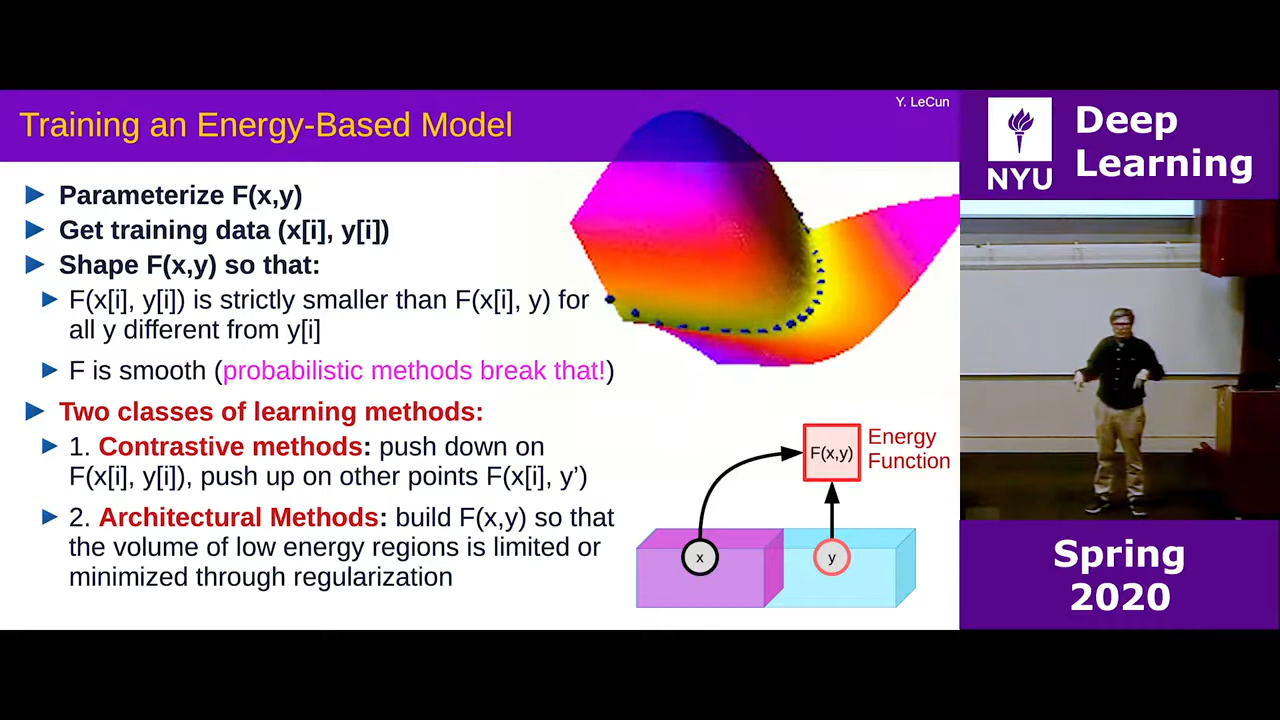 Y. LeCun
Training an Energy-Based Model
Parameterize F(x,y)
Get training data (x[i], y[i])
Shape F(x,y) so that:
F(x[i], y[i]) is strictly smaller than F(x[i], y) for
all y different from y[i]
F is smooth (probabilistic methods break that!)
Two classes of learning methods:
1. Contrastive methods: push down on
F(x[i], y[i]), push up on other points F(x[i], y’)
2. Architectural Methods: build F(x,y) so that
the volume of low energy regions is limited or
minimized through regularization
F(x,y)
Energy
Function
x
y
NYU
Deep
Learning
Spring
2020